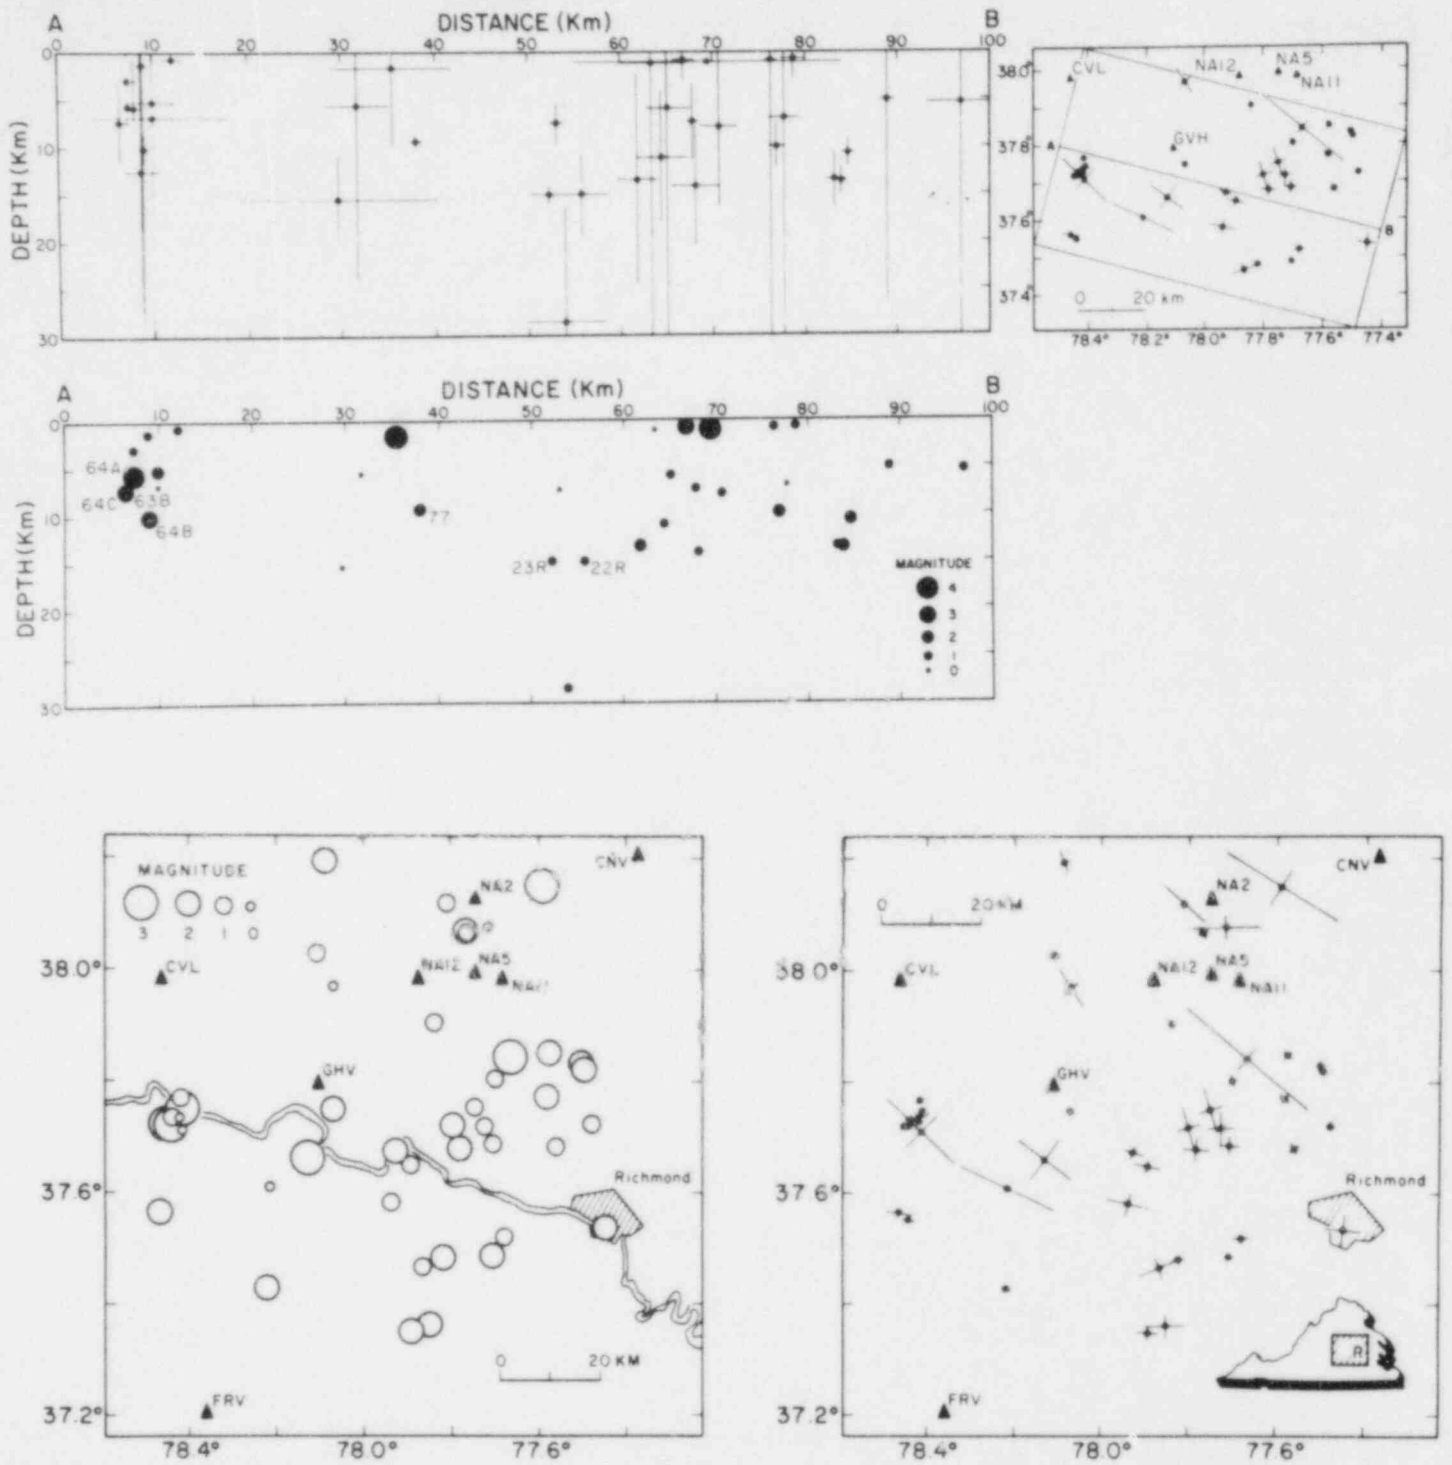 A DISTANCE (Km) B
0 10 20 30 40 50 60 70 80 90 100
DEPTH (Km)
0
10
20
30
38.0°
37.8°
37.6°
37.4°
CVL
NA12
NA5
NA11
GVH
A
B
0 20 km
78.4° 78.2° 78.0° 77.8° 77.6° 77.4°
A DISTANCE (Km) B
0 10 20 30 40 50 60 70 80 90 100
DEPTH (Km)
0
10
20
30
64A
64C
63B
64B
77
23R
22R
MAGNITUDE
4
3
2
1
0
MAGNITUDE
3 2 1 0
CNV
NA2
CVL
NA12
NA5
NA11
GHV
Richmond
FRV
0 20 KM
38.0°
37.6°
37.2°
78.4° 78.0° 77.6°
0 20 KM
CNV
NA2
CVL
NA12
NA5
NA11
GHV
Richmond
FRV
R
38.0°
37.6°
37.2°
78.4° 78.0° 77.6°